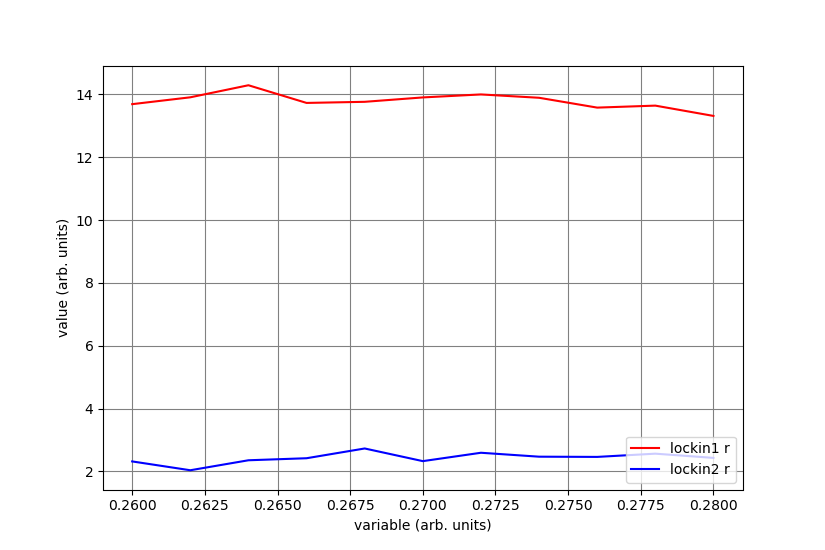 14
12
10
8
6
4
2
value (arb. units)
lockin1 r
lockin2 r
0.2600 0.2625 0.2650 0.2675 0.2700 0.2725 0.2750 0.2775 0.2800
variable (arb. units)